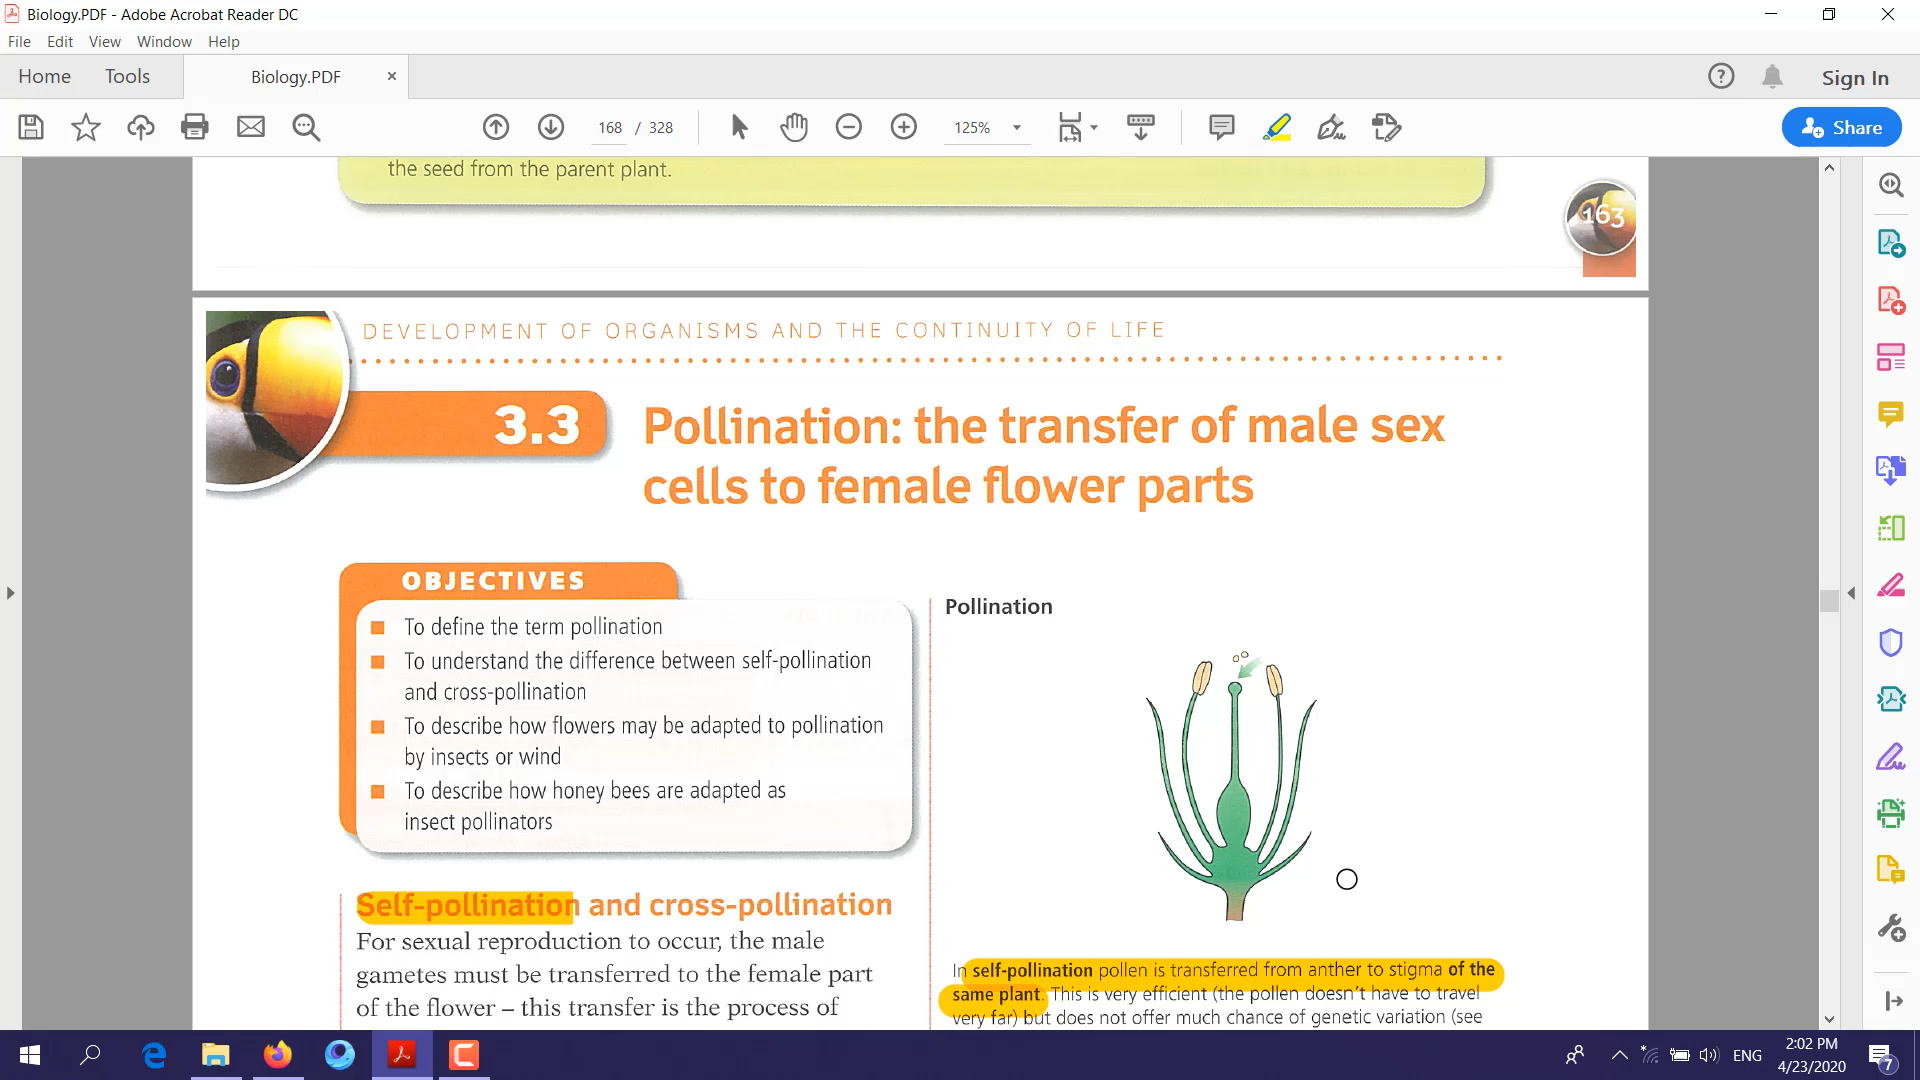 Biology.PDF - Adobe Acrobat Reader DC
File Edit View Window Help
Home Tools Biology.PDF × Sign In
168 / 328 125% Share
the seed from the parent plant.
163
DEVELOPMENT OF ORGANISMS AND THE CONTINUITY OF LIFE
3.3 Pollination: the transfer of male sex
cells to female flower parts
OBJECTIVES
To define the term pollination
To understand the difference between self-pollination
and cross-pollination
To describe how flowers may be adapted to pollination
by insects or wind
To describe how honey bees are adapted as
insect pollinators
Self-pollination and cross-pollination
For sexual reproduction to occur, the male
gametes must be transferred to the female part
of the flower – this transfer is the process of
Pollination
In self-pollination pollen is transferred from anther to stigma of the
same plant. This is very efficient (the pollen doesn't have to travel
very far) but does not offer much chance of genetic variation (see
ENG
2:02 PM
4/23/2020
7